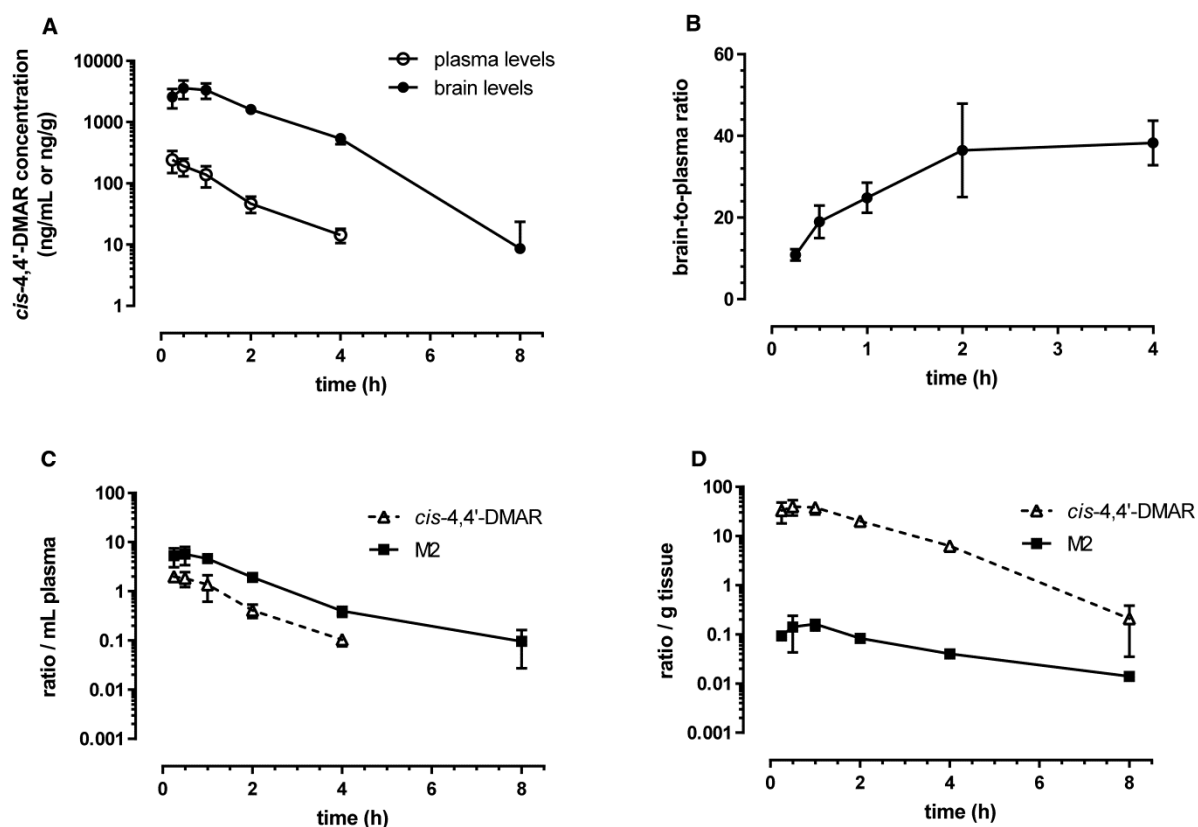 A
plasma levels
brain levels
cis-4,4'-DMAR concentration
(ng/mL or ng/g)
10000
1000
100
10
1
0 2 4 6 8
time (h)
B
brain-to-plasma ratio
80
60
40
20
0
0 1 2 3 4
time (h)
C
cis-4,4'-DMAR
M2
ratio / mL plasma
100
10
1
0.1
0.01
0.001
0 2 4 6 8
time (h)
D
cis-4,4'-DMAR
M2
ratio / g tissue
100
10
1
0.1
0.01
0.001
0 2 4 6 8
time (h)